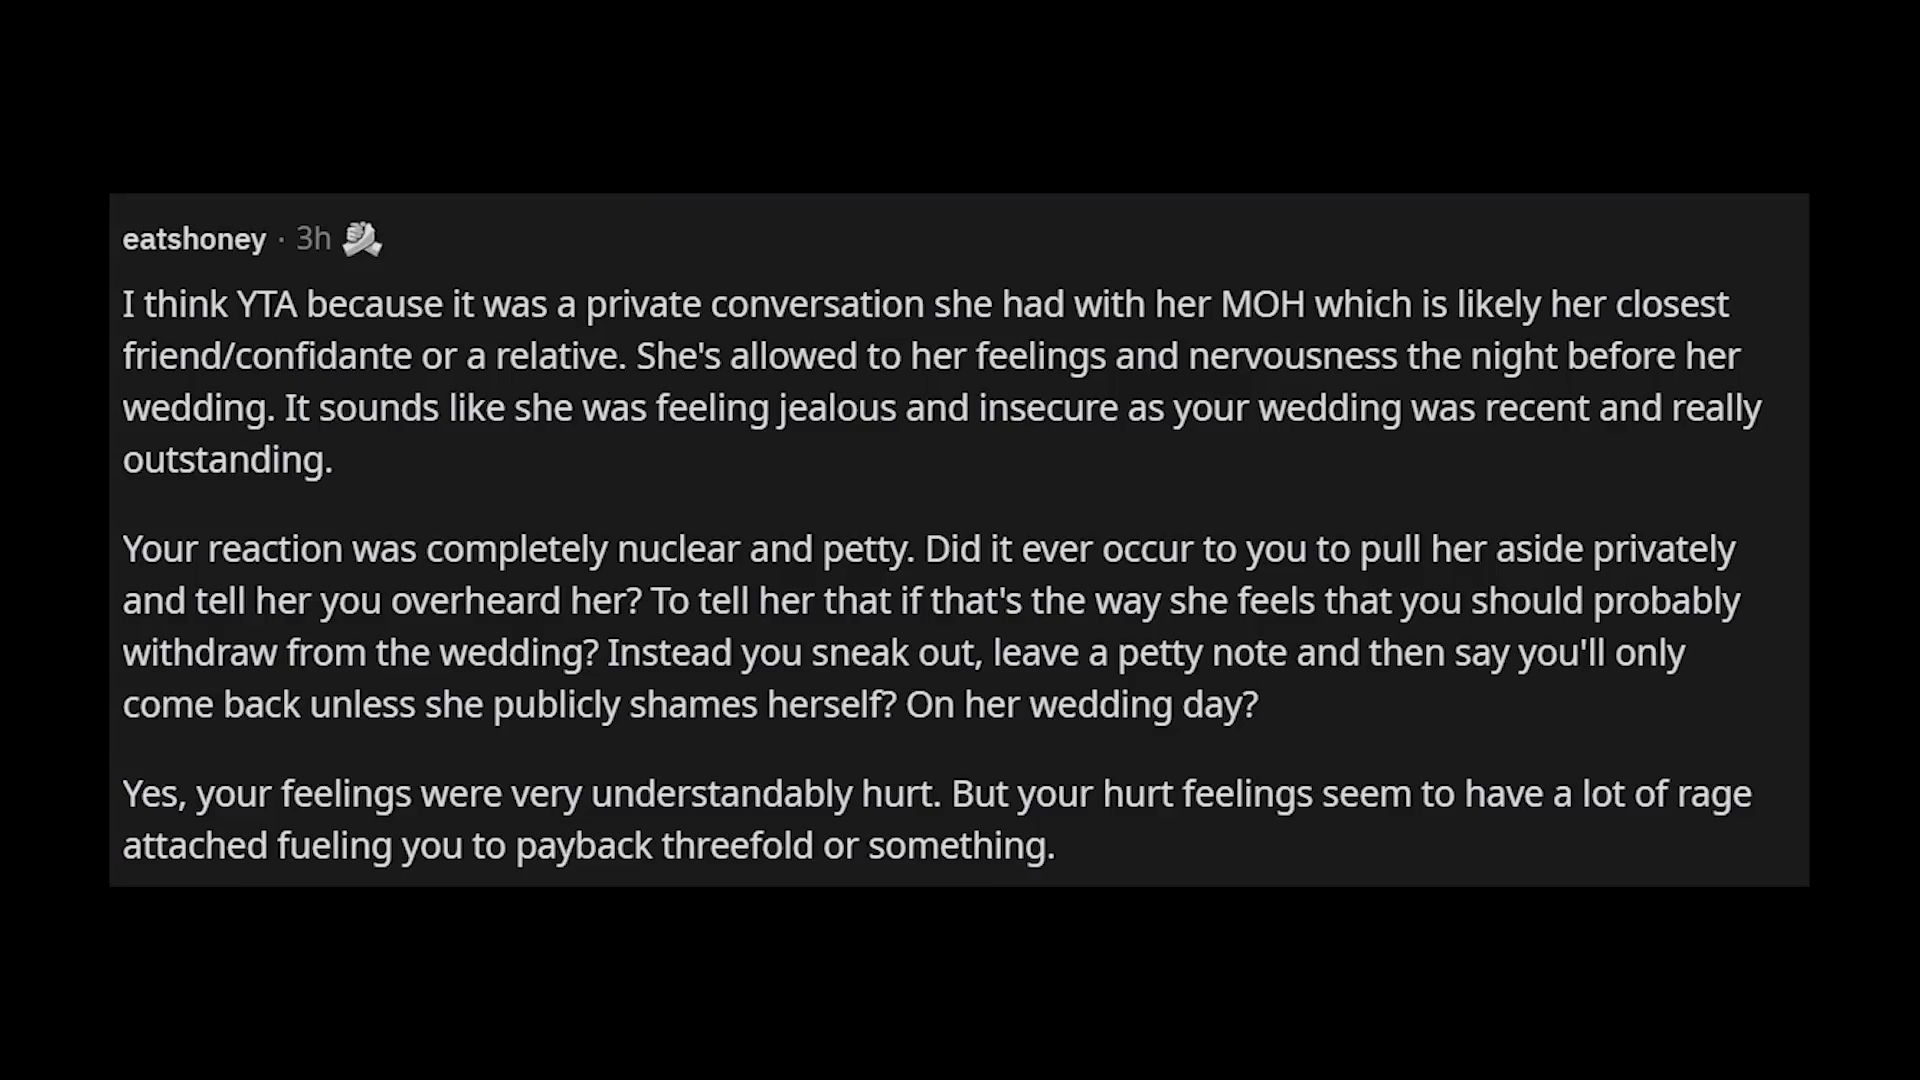 eatshoney · 3h
I think YTA because it was a private conversation she had with her MOH which is likely her closest
friend/confidante or a relative. She's allowed to her feelings and nervousness the night before her
wedding. It sounds like she was feeling jealous and insecure as your wedding was recent and really
outstanding.
Your reaction was completely nuclear and petty. Did it ever occur to you to pull her aside privately
and tell her you overheard her? To tell her that if that's the way she feels that you should probably
withdraw from the wedding? Instead you sneak out, leave a petty note and then say you'll only
come back unless she publicly shames herself? On her wedding day?
Yes, your feelings were very understandably hurt. But your hurt feelings seem to have a lot of rage
attached fueling you to payback threefold or something.